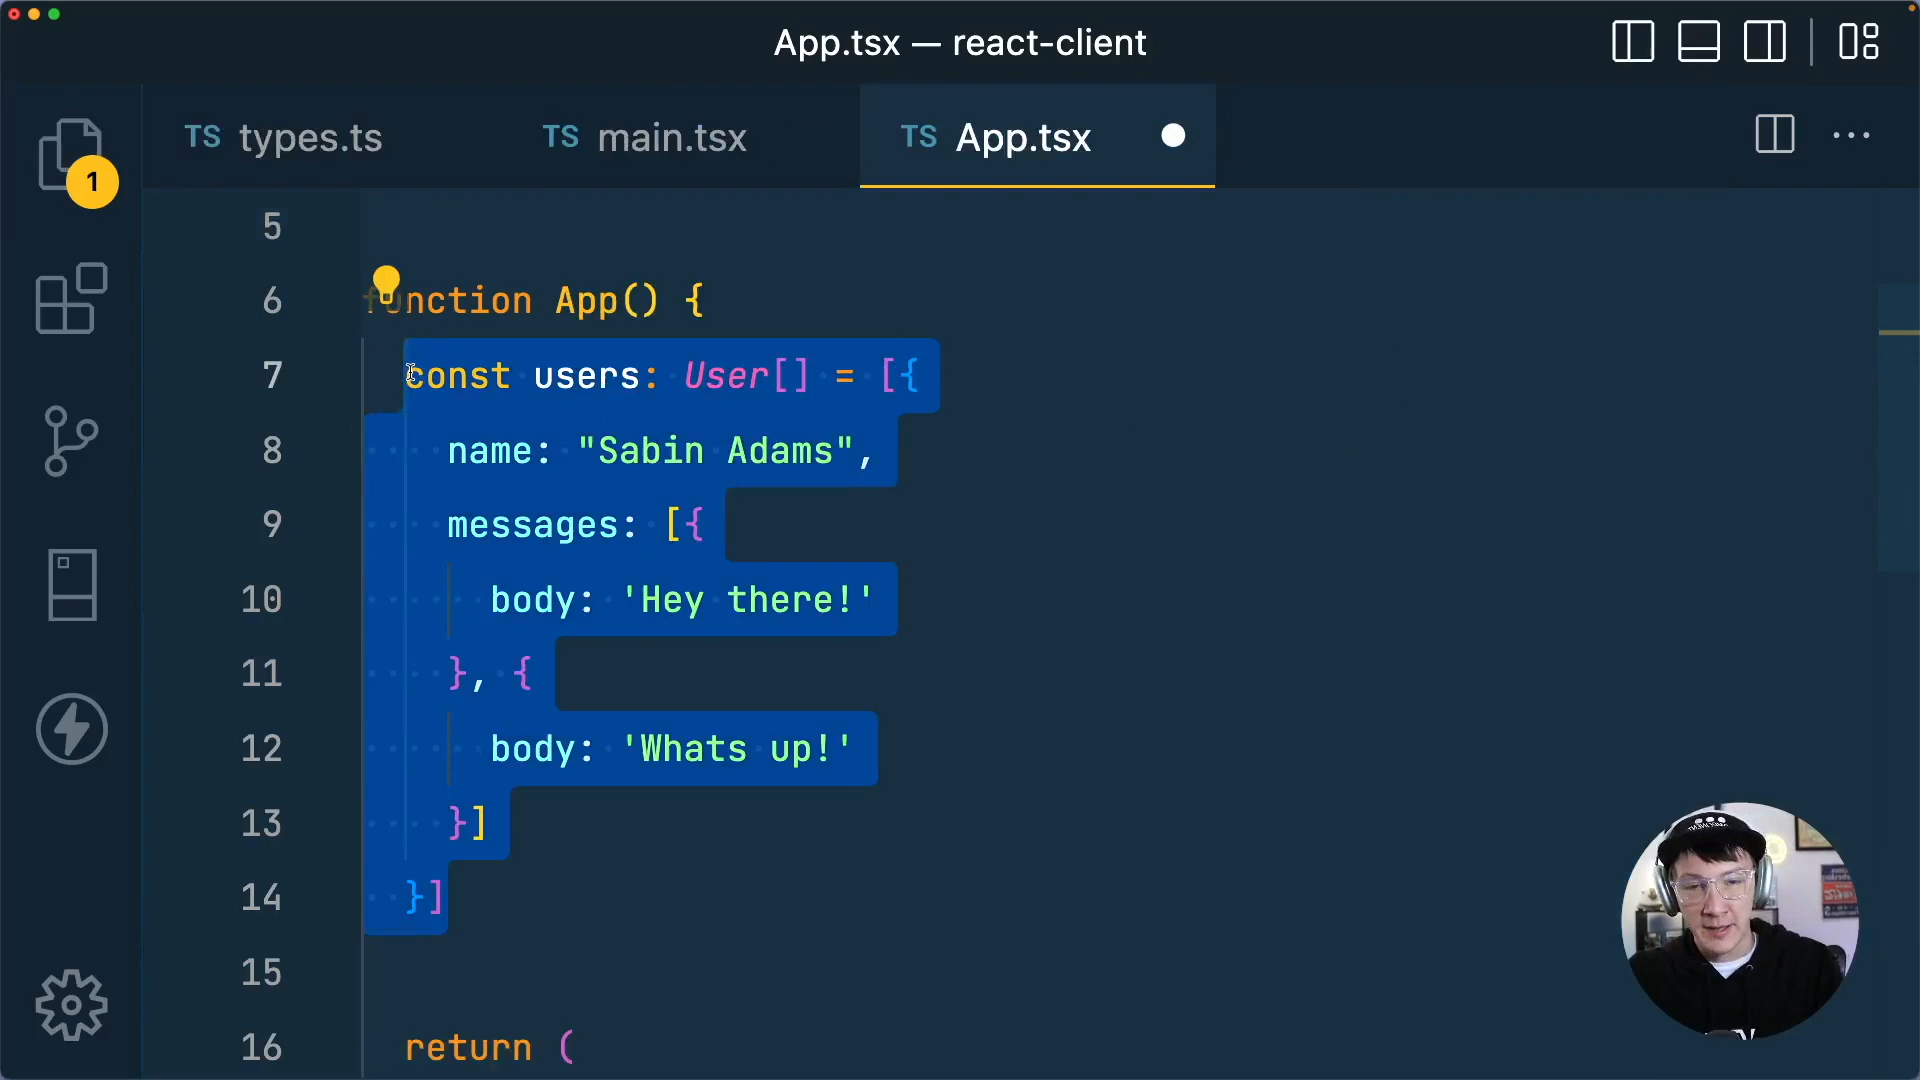 App.tsx — react-client
TS types.ts
TS main.tsx
TS App.tsx
1
5
6 function App() {
7 const users: User[] = [{
8 name: "Sabin Adams",
9 messages: [{
10 body: 'Hey there!'
11 }, {
12 body: 'Whats up!'
13 }]
14 }]
15
16 return (